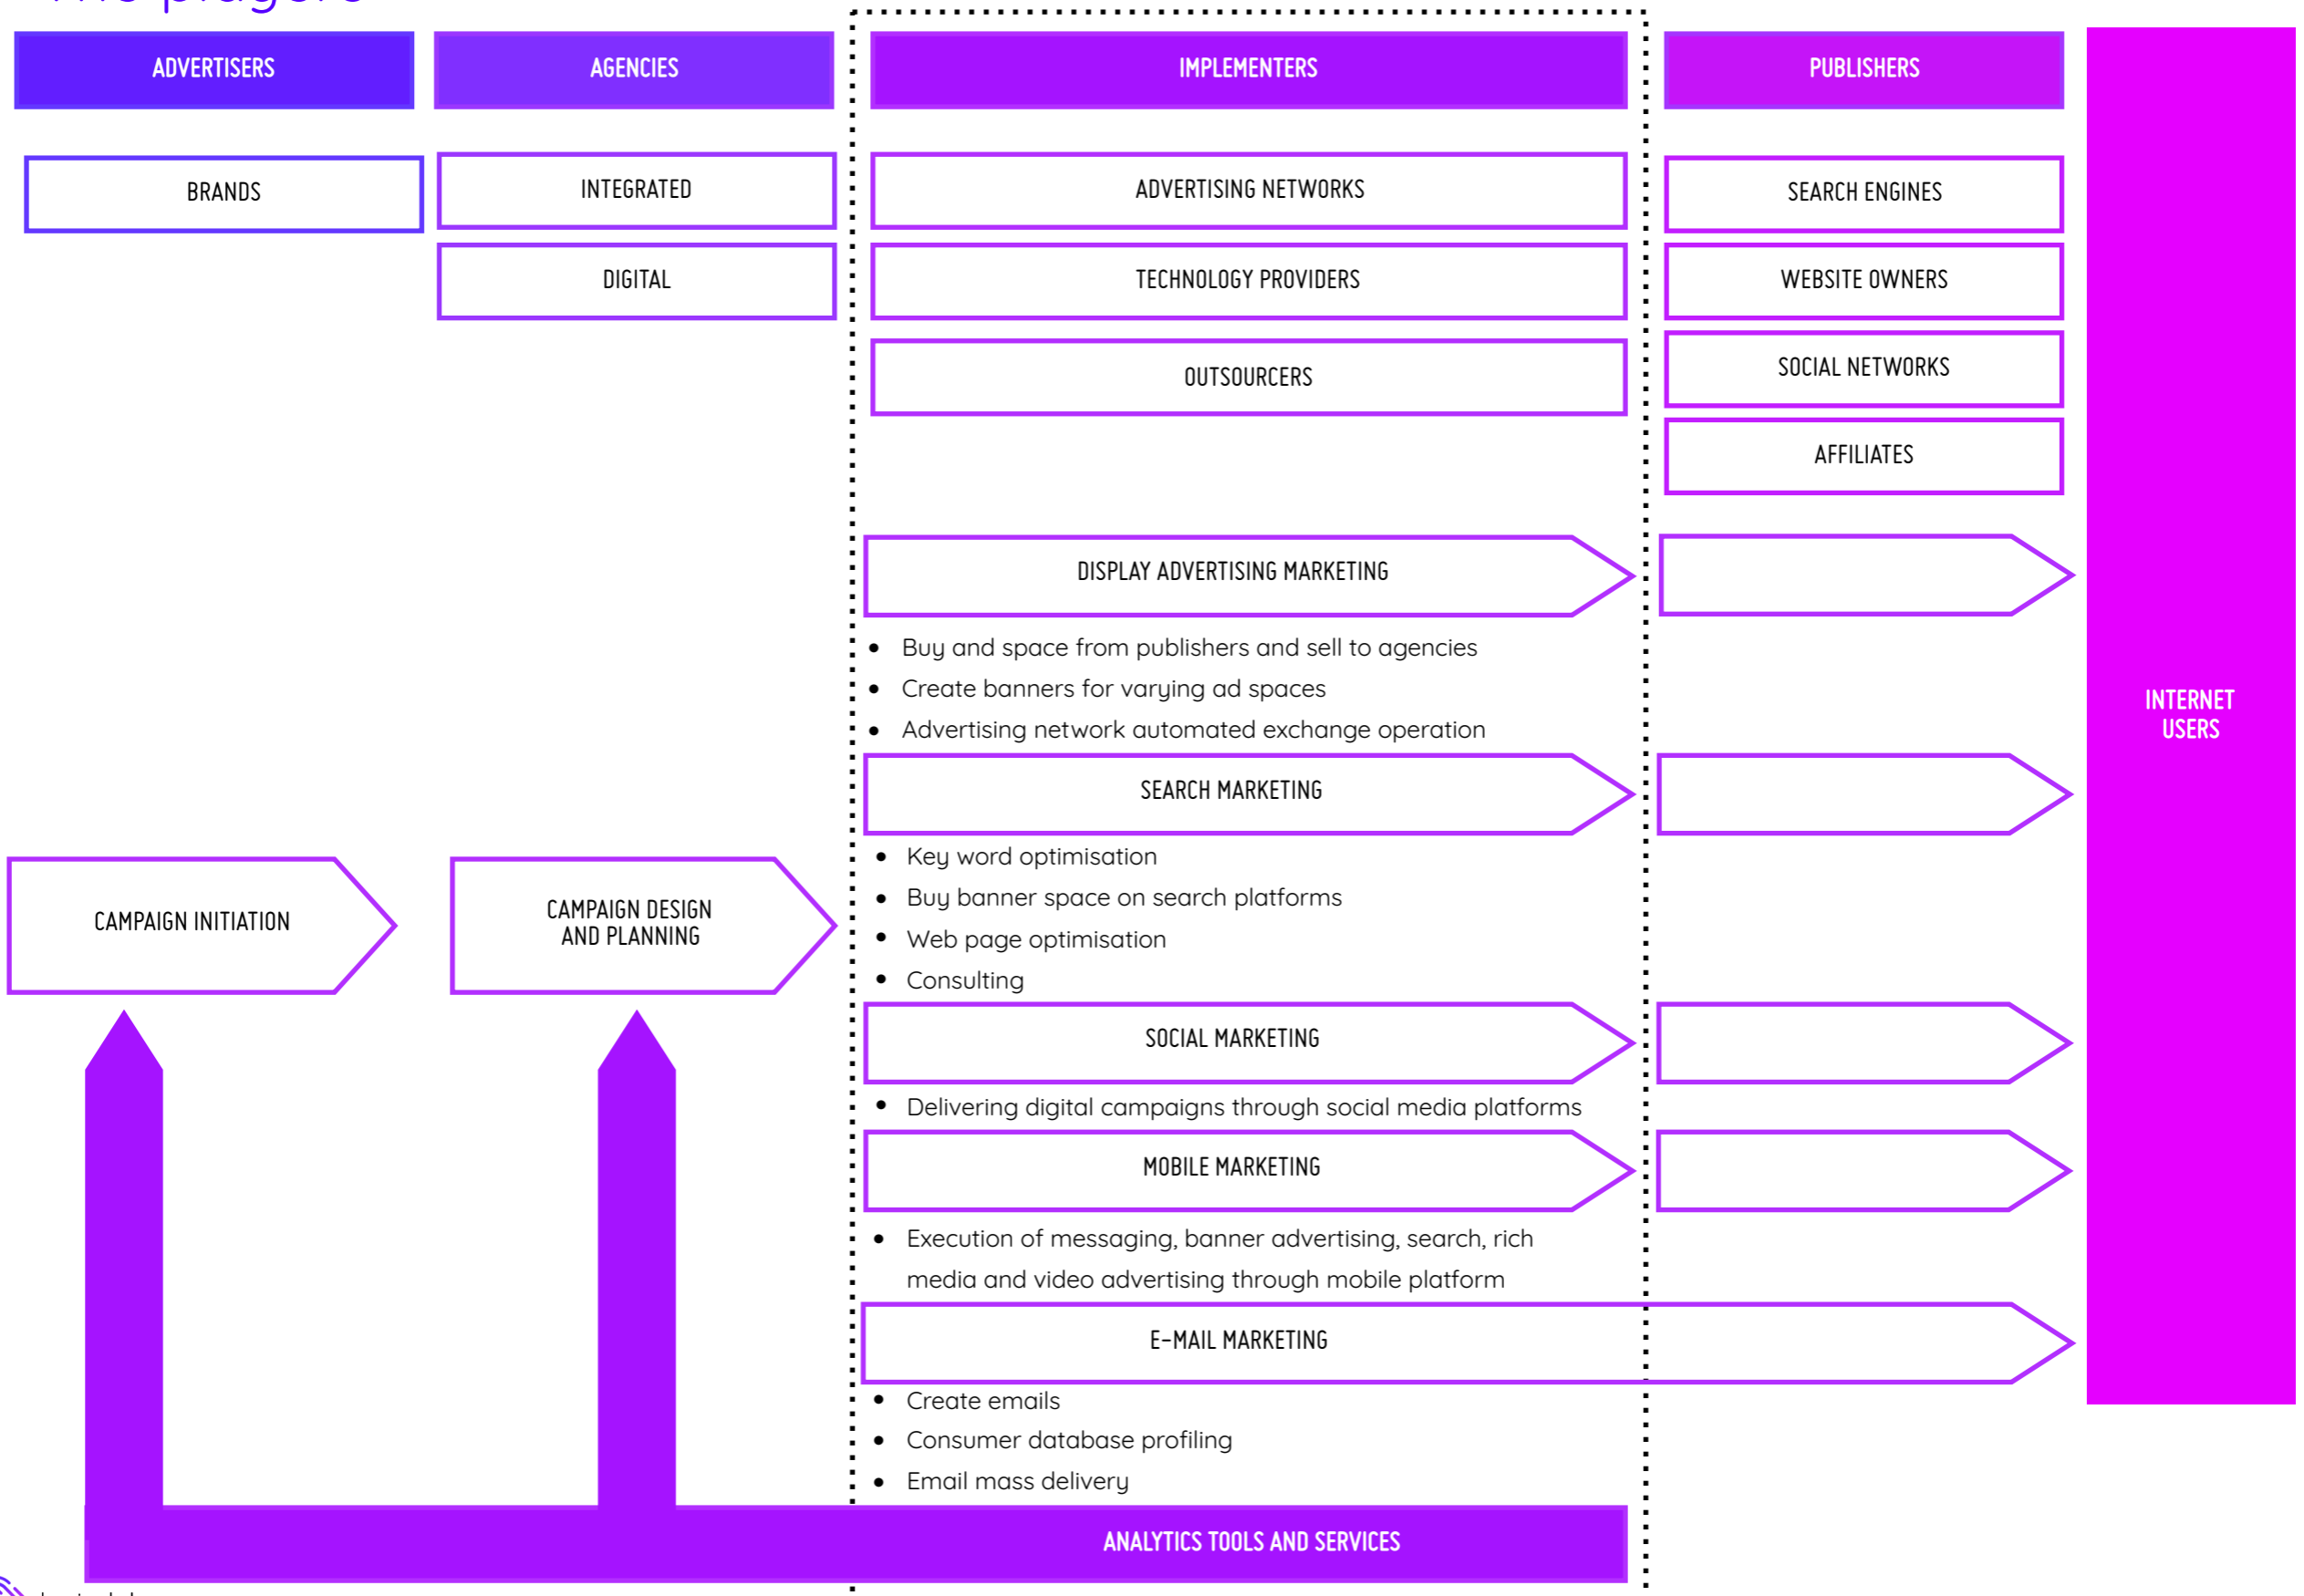 The players
ADVERTISERS
AGENCIES
IMPLEMENTERS
PUBLISHERS
BRANDS
INTEGRATED
ADVERTISING NETWORKS
SEARCH ENGINES
DIGITAL
TECHNOLOGY PROVIDERS
WEBSITE OWNERS
OUTSOURCERS
SOCIAL NETWORKS
AFFILIATES
DISPLAY ADVERTISING MARKETING
• Buy and space from publishers and sell to agencies
• Create banners for varying ad spaces
• Advertising network automated exchange operation
INTERNET
USERS
SEARCH MARKETING
• Key word optimisation
• Buy banner space on search platforms
• Web page optimisation
• Consulting
CAMPAIGN INITIATION
CAMPAIGN DESIGN
AND PLANNING
SOCIAL MARKETING
• Delivering digital campaigns through social media platforms
MOBILE MARKETING
• Execution of messaging, banner advertising, search, rich
media and video advertising through mobile platform
E-MAIL MARKETING
• Create emails
• Consumer database profiling
• Email mass delivery
ANALYTICS TOOLS AND SERVICES